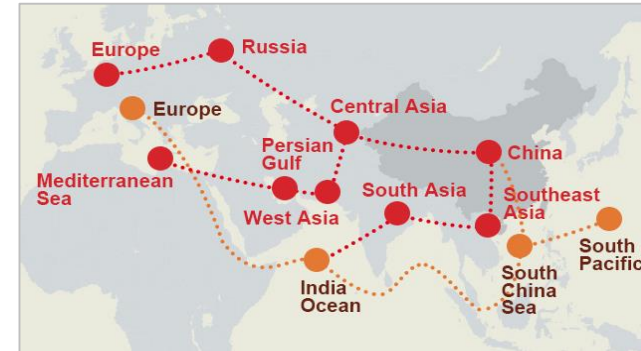 Europe
Russia
Europe
Central Asia
Persian
Gulf
China
Mediterranean
Sea
West Asia
South Asia
Southeast
Asia
India
Ocean
South
China
Sea
South
Pacific